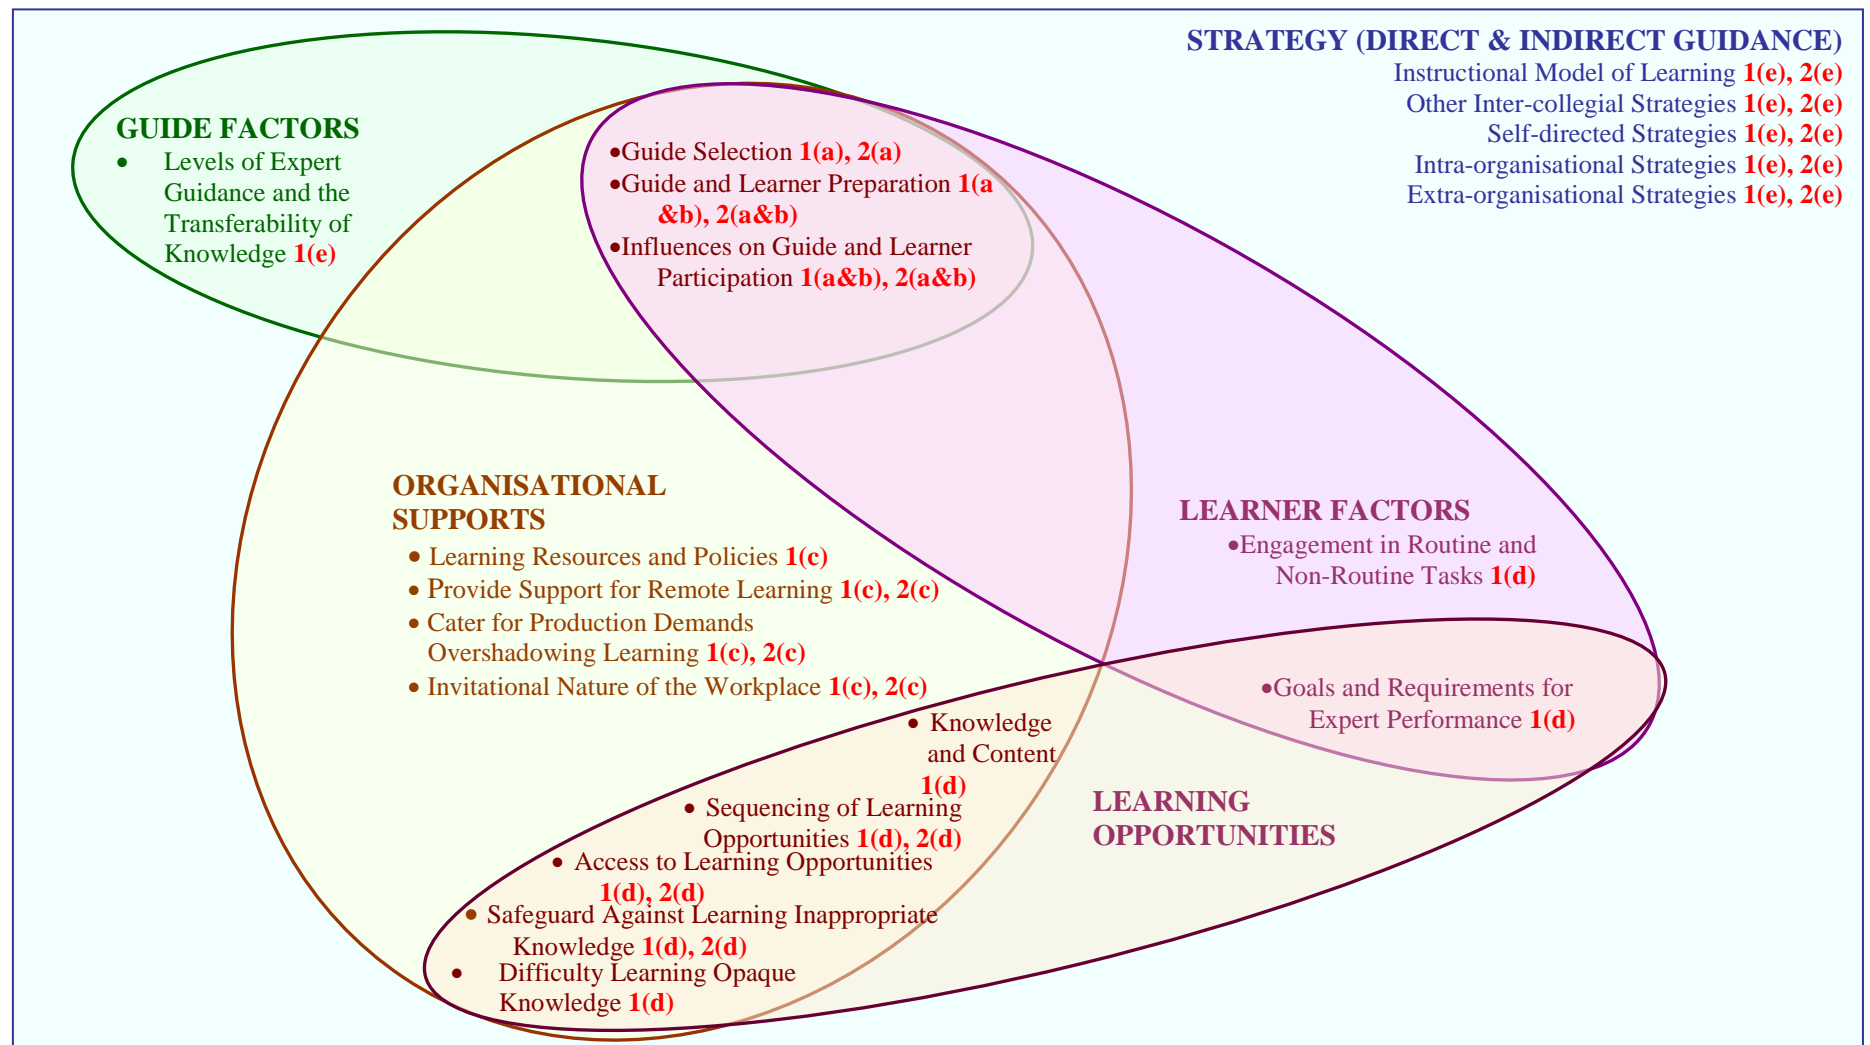 STRATEGY (DIRECT & INDIRECT GUIDANCE)
Instructional Model of Learning 1(e), 2(e)
Other Inter-collegial Strategies 1(e), 2(e)
Self-directed Strategies 1(e), 2(e)
Intra-organisational Strategies 1(e), 2(e)
Extra-organisational Strategies 1(e), 2(e)
GUIDE FACTORS
• Levels of Expert
Guidance and the
Transferability of
Knowledge 1(e)
•Guide Selection 1(a), 2(a)
•Guide and Learner Preparation 1(a
&b), 2(a&b)
•Influences on Guide and Learner
Participation 1(a&b), 2(a&b)
ORGANISATIONAL
SUPPORTS
• Learning Resources and Policies 1(c)
• Provide Support for Remote Learning 1(c), 2(c)
• Cater for Production Demands
Overshadowing Learning 1(c), 2(c)
• Invitational Nature of the Workplace 1(c), 2(c)
LEARNER FACTORS
•Engagement in Routine and
Non-Routine Tasks 1(d)
•Goals and Requirements for
Expert Performance 1(d)
• Knowledge
and Content
1(d)
• Sequencing of Learning
Opportunities 1(d), 2(d)
• Access to Learning Opportunities
1(d), 2(d)
• Safeguard Against Learning Inappropriate
Knowledge 1(d), 2(d)
• Difficulty Learning Opaque
Knowledge 1(d)
LEARNING
OPPORTUNITIES